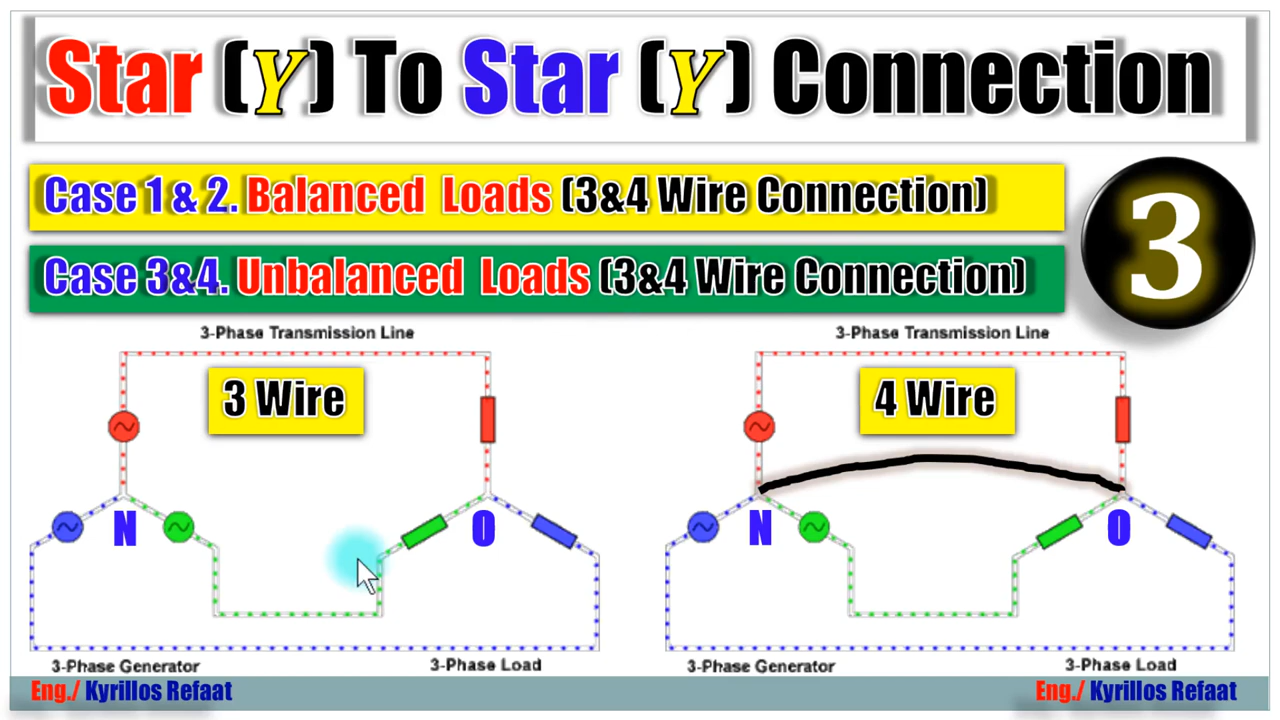 Star (Y) To Star (Y) Connection
Case 1 & 2. Balanced Loads (3&4 Wire Connection)
3
Case 3&4. Unbalanced Loads (3&4 Wire Connection)
3-Phase Transmission Line
3-Phase Transmission Line
3 Wire
4 Wire
N
O
N
O
3-Phase Generator
3-Phase Load
3-Phase Generator
3-Phase Load
Eng./ Kyrillos Refaat
Eng./ Kyrillos Refaat